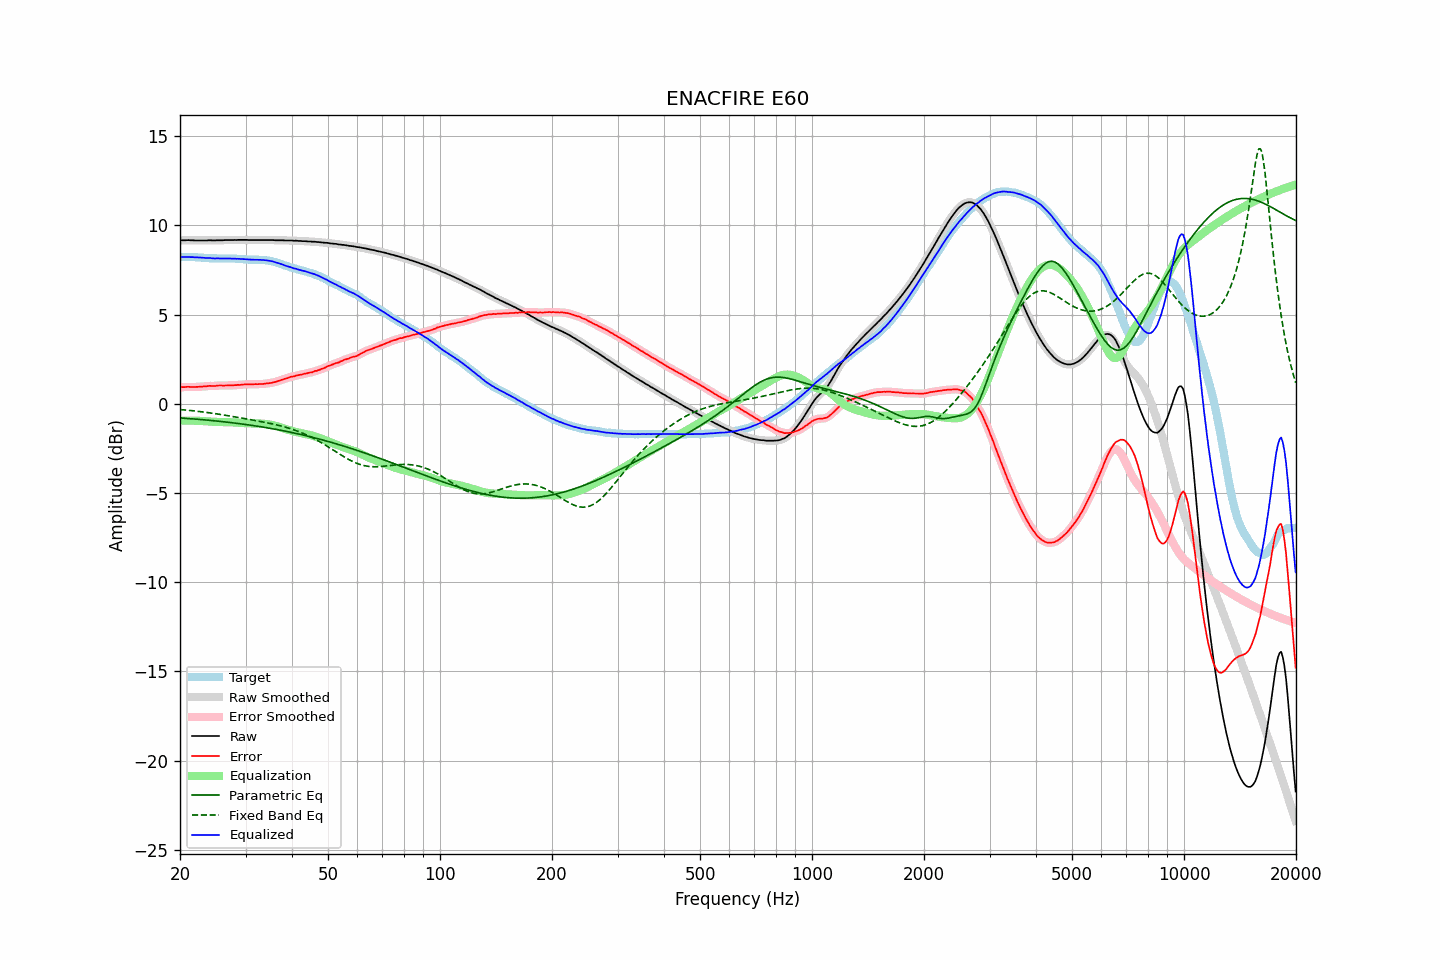 ENACFIRE E60
15
10
5
0
−5
−10
−15
−20
−25
Amplitude (dBr)
Target
Raw Smoothed
Error Smoothed
Raw
Error
Equalization
Parametric Eq
Fixed Band Eq
Equalized
20 50 100 200 500 1000 2000 5000 10000 20000
Frequency (Hz)